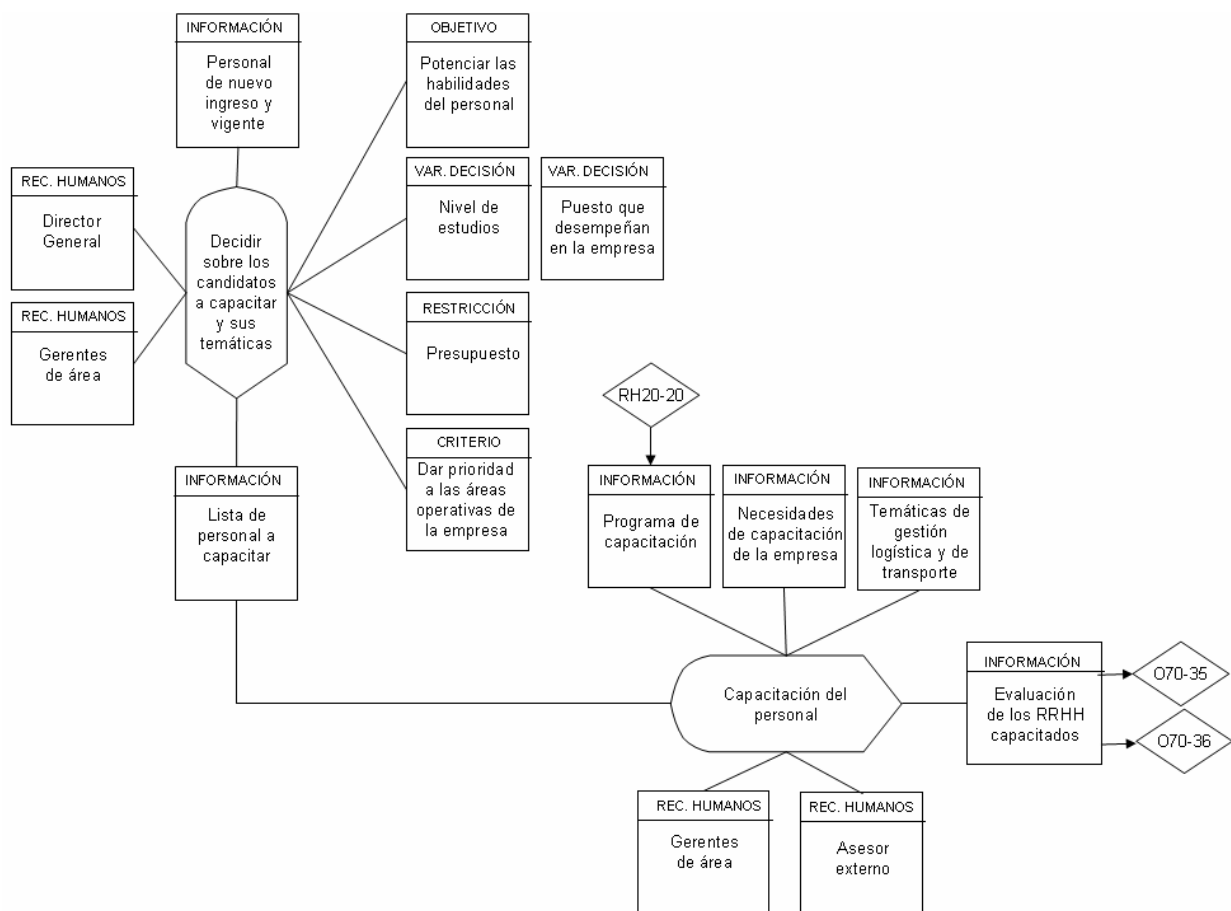 INFORMACIÓN
Personal
de nuevo
ingreso y
vigente
OBJETIVO
Potenciar las
habilidades
del personal
REC. HUMANOS
Director
General
Decidir
sobre los
candidatos
a capacitar
y sus
temáticas
VAR. DECISIÓN
Nivel de
estudios
VAR. DECISIÓN
Puesto que
desempeñan
en la empresa
REC. HUMANOS
Gerentes
de área
RESTRICCIÓN
Presupuesto
CRITERIO
Dar prioridad
a las áreas
operativas de
la empresa
INFORMACIÓN
Lista de
personal a
capacitar
RH20-20
INFORMACIÓN
Programa de
capacitación
INFORMACIÓN
Necesidades
de capacitación
de la empresa
INFORMACIÓN
Temáticas de
gestión
logística y de
transporte
Capacitación del
personal
INFORMACIÓN
Evaluación
de los RRHH
capacitados
O70-35
O70-36
REC. HUMANOS
Gerentes
de área
REC. HUMANOS
Asesor
externo